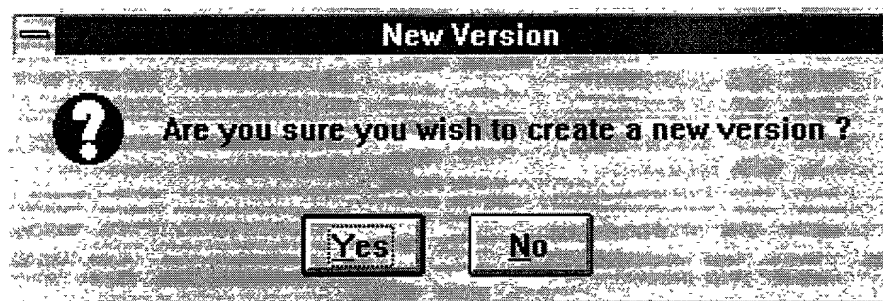 New Version
Are you sure you wish to create a new version ?
Yes
No